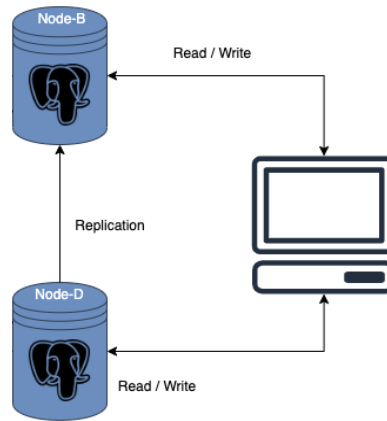 Node-B
Read / Write
Replication
Node-D
Read / Write